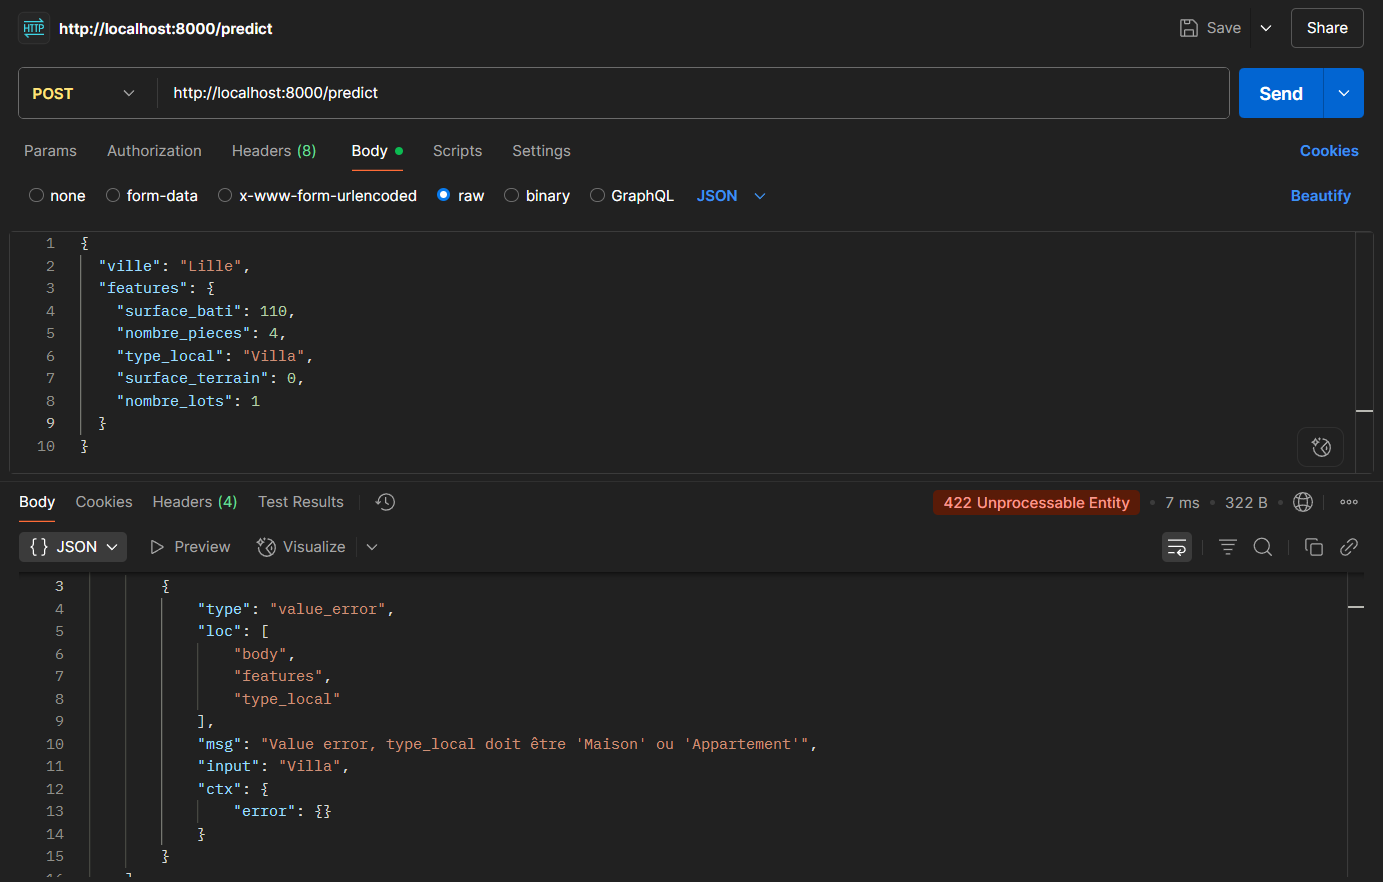 HTTP http://localhost:8000/predict Save Share
POST http://localhost:8000/predict Send
Params Authorization Headers (8) Body Scripts Settings Cookies
none form-data x-www-form-urlencoded raw binary GraphQL JSON Beautify
1 {
2 "ville": "Lille",
3 "features": {
4 "surface_bati": 110,
5 "nombre_pieces": 4,
6 "type_local": "Villa",
7 "surface_terrain": 0,
8 "nombre_lots": 1
9 }
10 }
Body Cookies Headers (4) Test Results 422 Unprocessable Entity 7 ms 322 B
{} JSON Preview Visualize
3 {
4 "type": "value_error",
5 "loc": [
6 "body",
7 "features",
8 "type_local"
9 ],
10 "msg": "Value error, type_local doit être 'Maison' ou 'Appartement'",
11 "input": "Villa",
12 "ctx": {
13 "error": {}
14 }
15 }